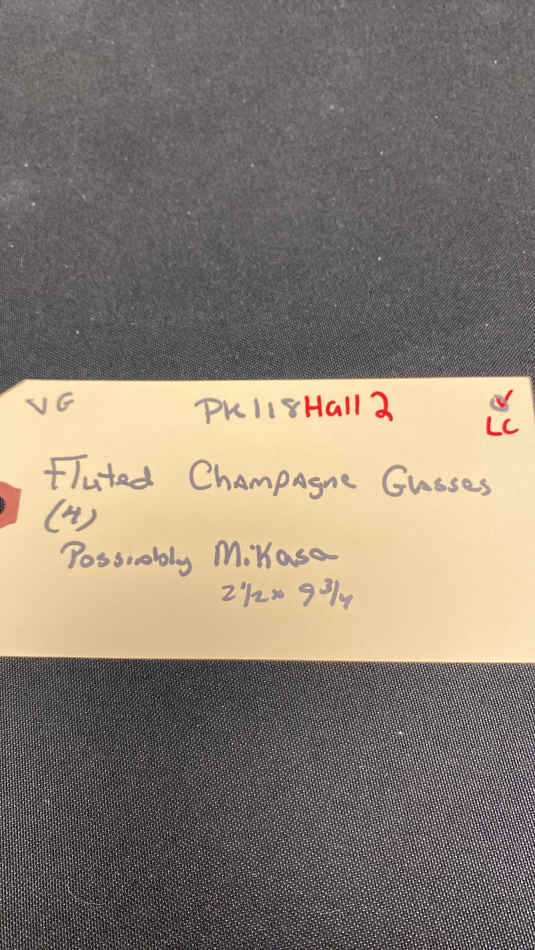 VG PK118 Hall 2
LC
Fluted Champagne Glasses
(4)
Possibly Mikasa
2 1/2 x 9 3/4